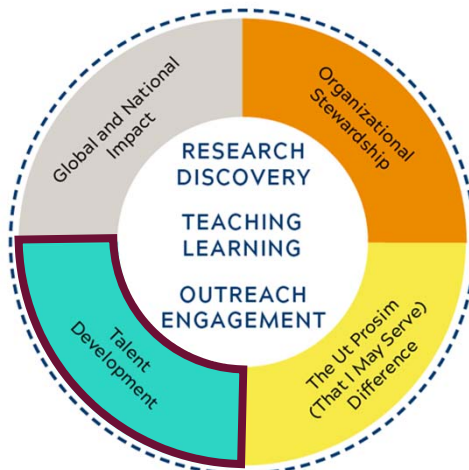 Global and National
Impact
Organizational
Stewardship
RESEARCH
DISCOVERY
TEACHING
LEARNING
OUTREACH
ENGAGEMENT
Talent
Development
The Ut Prosim
(That I May Serve)
Difference